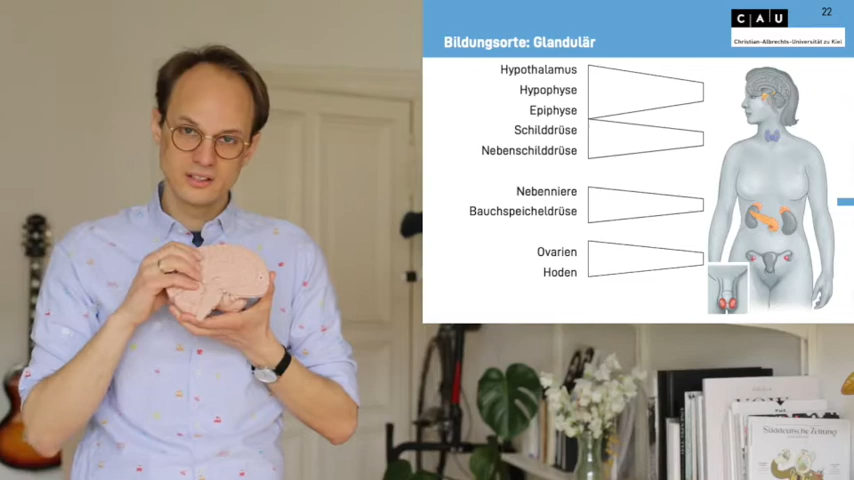 22
CAU
Christian-Albrechts-Universität zu Kiel
Bildungsorte: Glandulär
Hypothalamus
Hypophyse
Epiphyse
Schilddrüse
Nebenschilddrüse
Nebenniere
Bauchspeicheldrüse
Ovarien
Hoden
Süddeutsche Zeitung